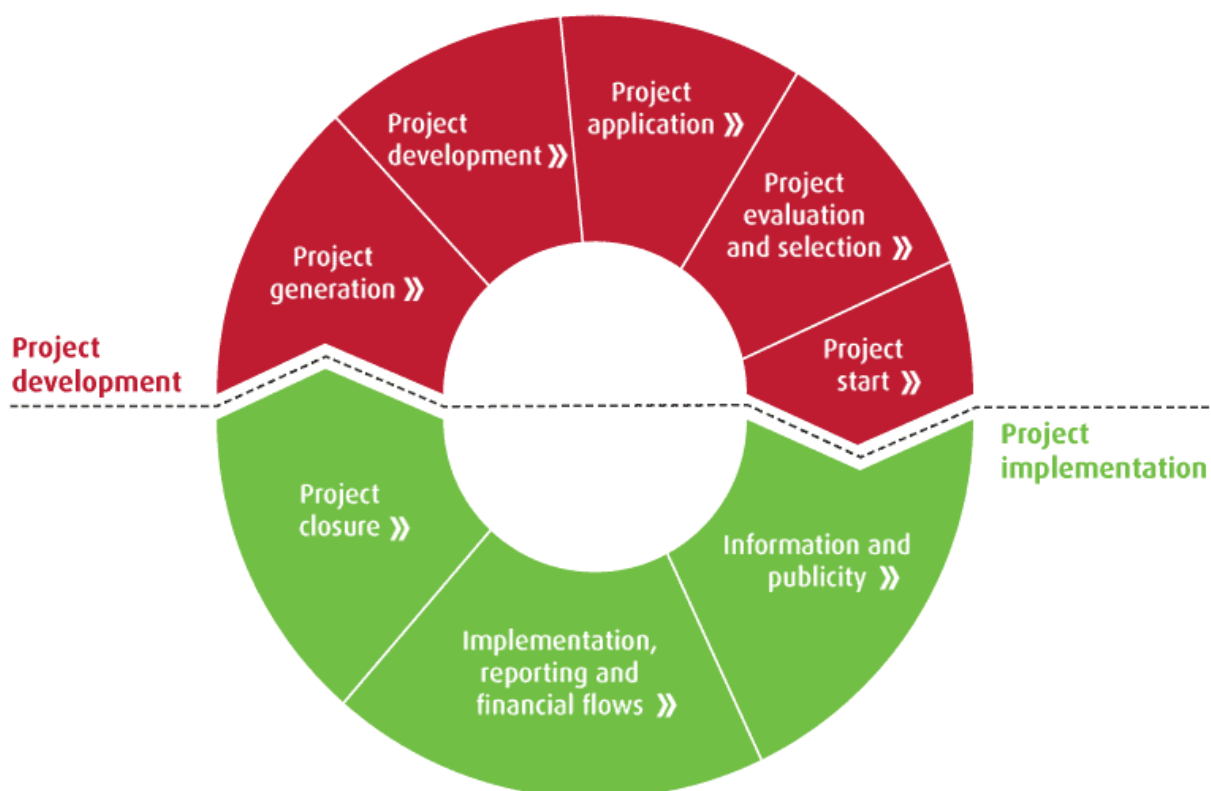 Project
generation »
Project
development »
Project
application »
Project
evaluation
and selection »
Project
start »
Project
development
Project
implementation
Information and
publicity »
Implementation,
reporting and
financial flows »
Project
closure »